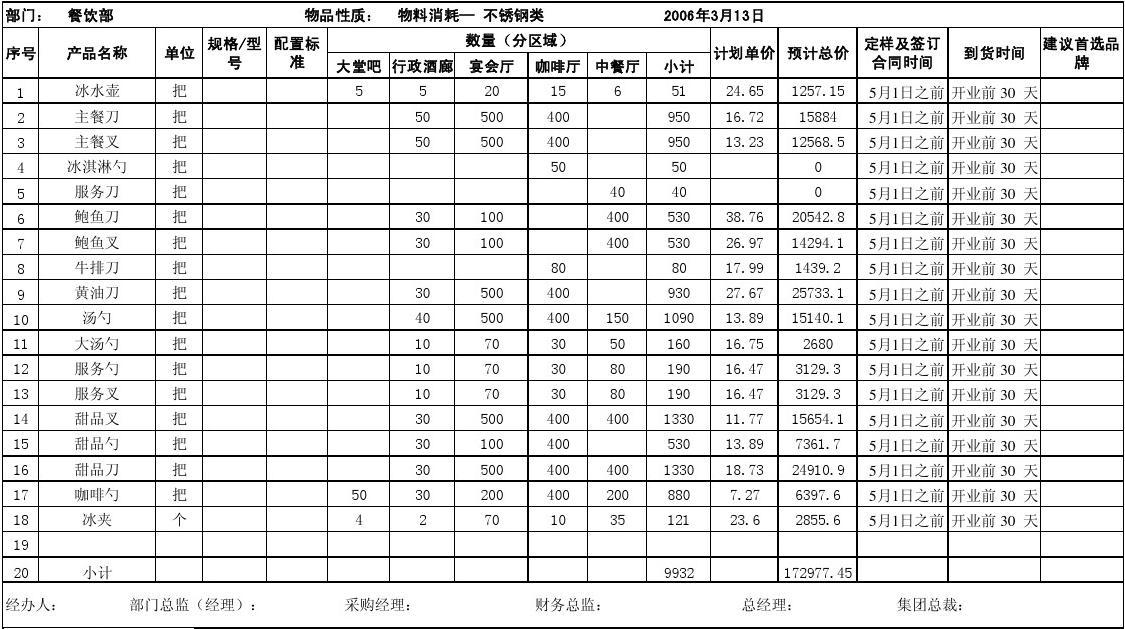 部门： 餐饮部 物品性质： 物料消耗— 不锈钢类 2006年3月13日
序号 产品名称 单位 规格/型号 配置标准 数量（分区域） 计划单价 预计总价 定样及签订合同时间 到货时间 建议首选品牌
大堂吧 行政酒廊 宴会厅 咖啡厅 中餐厅 小计
1 冰水壶 把 5 5 20 15 6 51 24.65 1257.15 5月1日之前 开业前 30 天
2 主餐刀 把 50 500 400 950 16.72 15884 5月1日之前 开业前 30 天
3 主餐叉 把 50 500 400 950 13.23 12568.5 5月1日之前 开业前 30 天
4 冰淇淋勺 把 50 50 0 5月1日之前 开业前 30 天
5 服务刀 把 40 40 0 5月1日之前 开业前 30 天
6 鲍鱼刀 把 30 100 400 530 38.76 20542.8 5月1日之前 开业前 30 天
7 鲍鱼叉 把 30 100 400 530 26.97 14294.1 5月1日之前 开业前 30 天
8 牛排刀 把 80 80 17.99 1439.2 5月1日之前 开业前 30 天
9 黄油刀 把 30 500 400 930 27.67 25733.1 5月1日之前 开业前 30 天
10 汤勺 把 40 500 400 150 1090 13.89 15140.1 5月1日之前 开业前 30 天
11 大汤勺 把 10 70 30 50 160 16.75 2680 5月1日之前 开业前 30 天
12 服务勺 把 10 70 30 80 190 16.47 3129.3 5月1日之前 开业前 30 天
13 服务叉 把 10 70 30 80 190 16.47 3129.3 5月1日之前 开业前 30 天
14 甜品叉 把 30 500 400 400 1330 11.77 15654.1 5月1日之前 开业前 30 天
15 甜品勺 把 30 100 400 530 13.89 7361.7 5月1日之前 开业前 30 天
16 甜品刀 把 30 500 400 400 1330 18.73 24910.9 5月1日之前 开业前 30 天
17 咖啡勺 把 50 30 200 400 200 880 7.27 6397.6 5月1日之前 开业前 30 天
18 冰夹 个 4 2 70 10 35 121 23.6 2855.6 5月1日之前 开业前 30 天
19
20 小计 9932 172977.45
经办人： 部门总监（经理）： 采购经理： 财务总监： 总经理： 集团总裁：